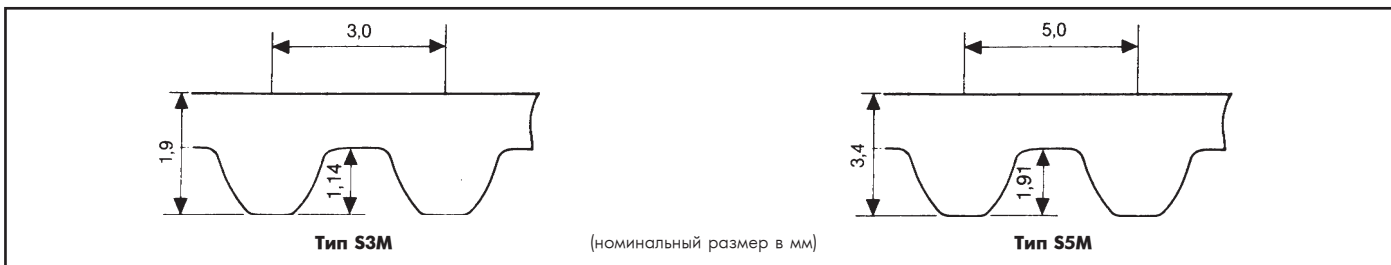 3,0
5,0
1,9
1,14
3,4
1,91
Тип S3M
(номинальный размер в мм)
Тип S5M